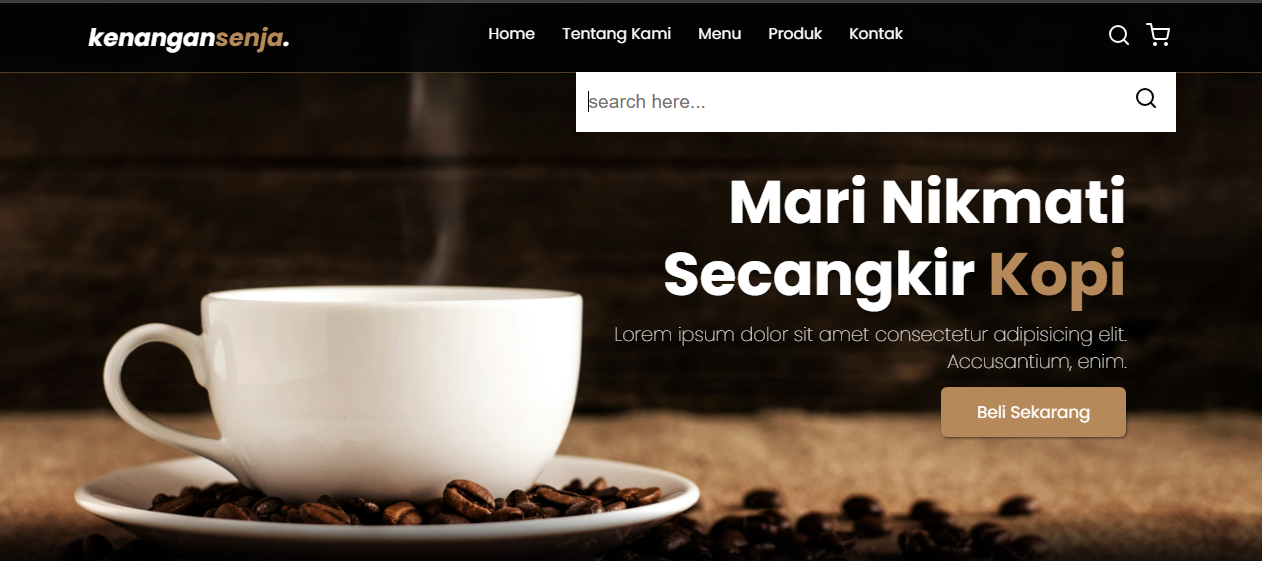 kenangansenja.
Home Tentang Kami Menu Produk Kontak
search here...
Mari Nikmati
Secangkir Kopi
Lorem ipsum dolor sit amet consectetur adipisicing elit.
Accusantium, enim.
Beli Sekarang